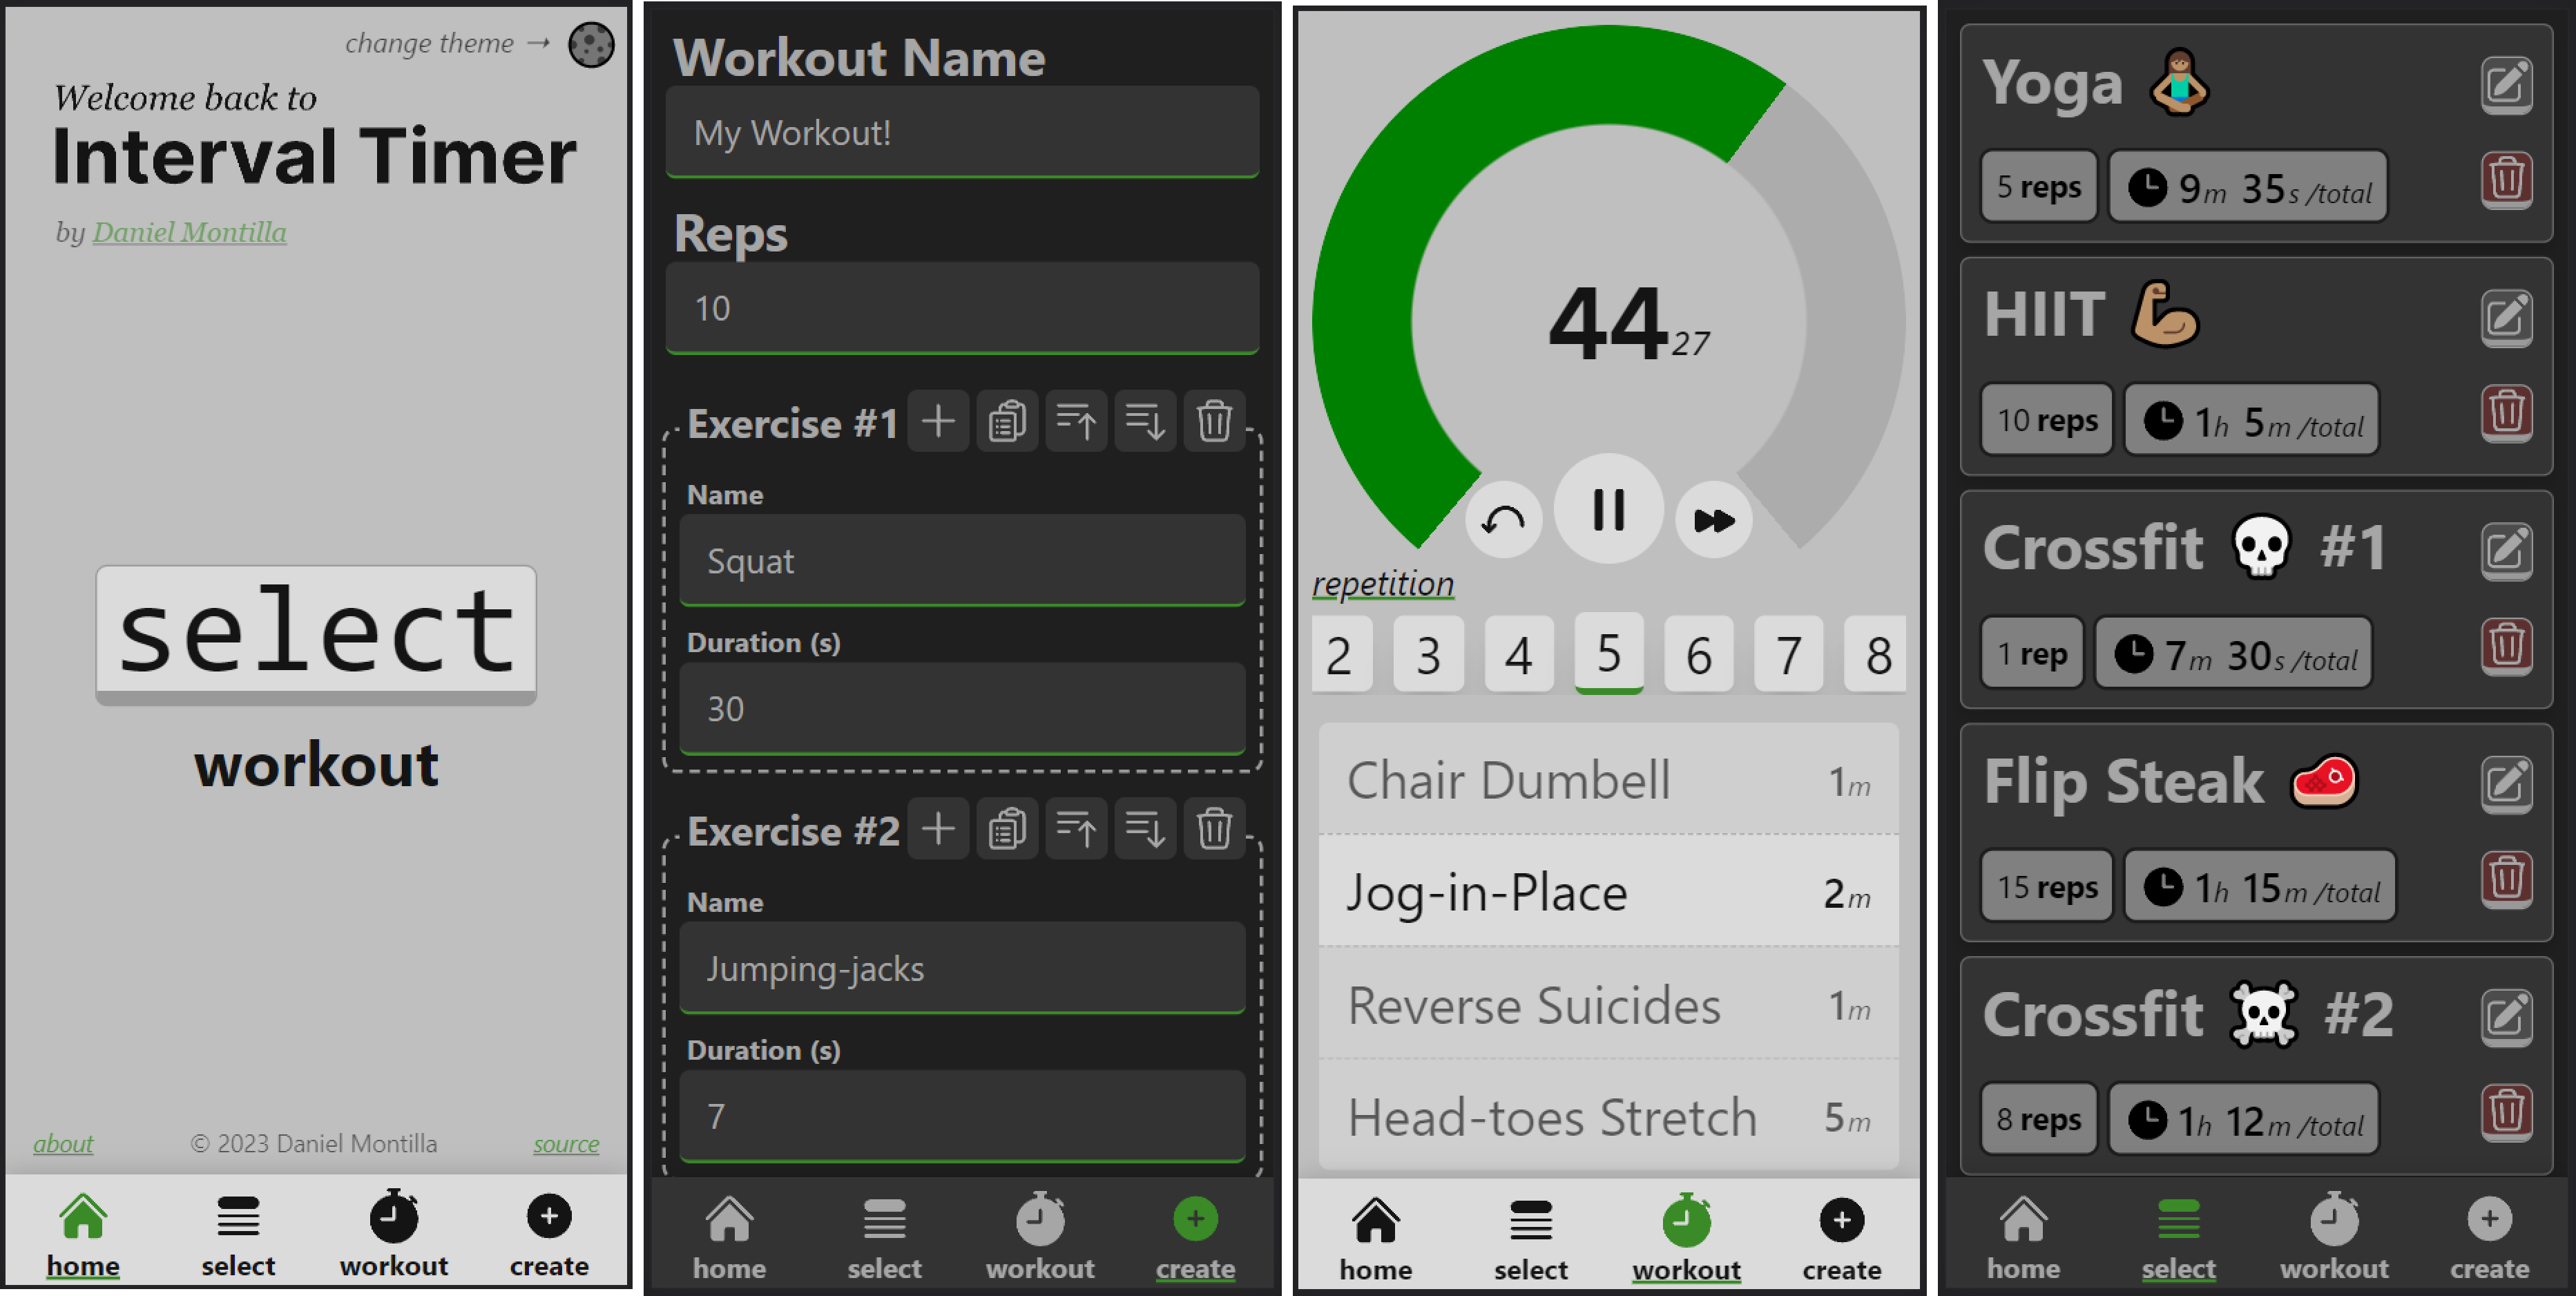 change theme →
Welcome back to
Interval Timer
by Daniel Montilla
select
workout
about © 2023 Daniel Montilla source
home select workout create
Workout Name
My Workout!
Reps
10
Exercise #1
Name
Squat
Duration (s)
30
Exercise #2
Name
Jumping-jacks
Duration (s)
7
home select workout create
44 27
repetition
2 3 4 5 6 7 8
Chair Dumbell 1m
Jog-in-Place 2m
Reverse Suicides 1m
Head-toes Stretch 5m
home select workout create
Yoga
5 reps 9m 35s /total
HIIT
10 reps 1h 5m /total
Crossfit 💀 #1
1 rep 7m 30s /total
Flip Steak 🥩
15 reps 1h 15m /total
Crossfit ☠️ #2
8 reps 1h 12m /total
home select workout create